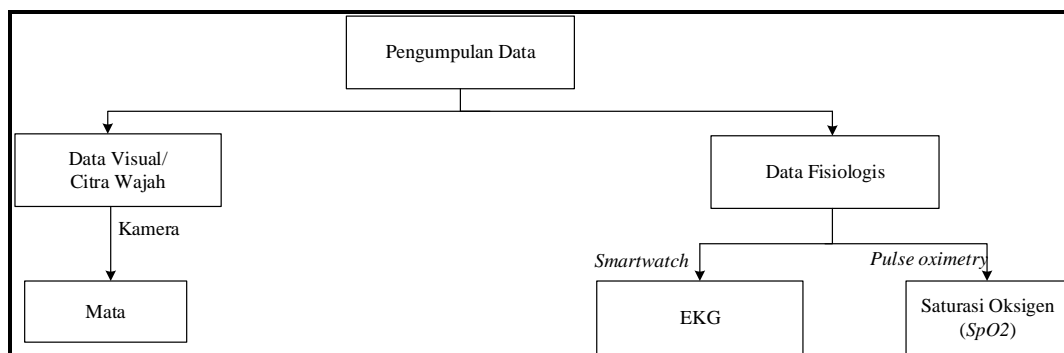 Pengumpulan Data
Data Visual/
Citra Wajah
Data Fisiologis
Kamera
Smartwatch
Pulse oximetry
Mata
EKG
Saturasi Oksigen
(SpO2)